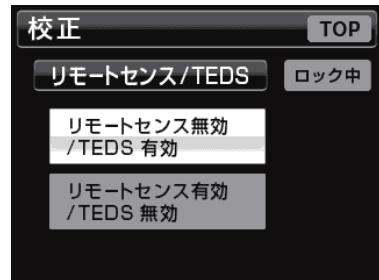 校正 TOP
リモートセンス/TEDS ロック中
リモートセンス無効
/TEDS 有効
リモートセンス有効
/TEDS 無効